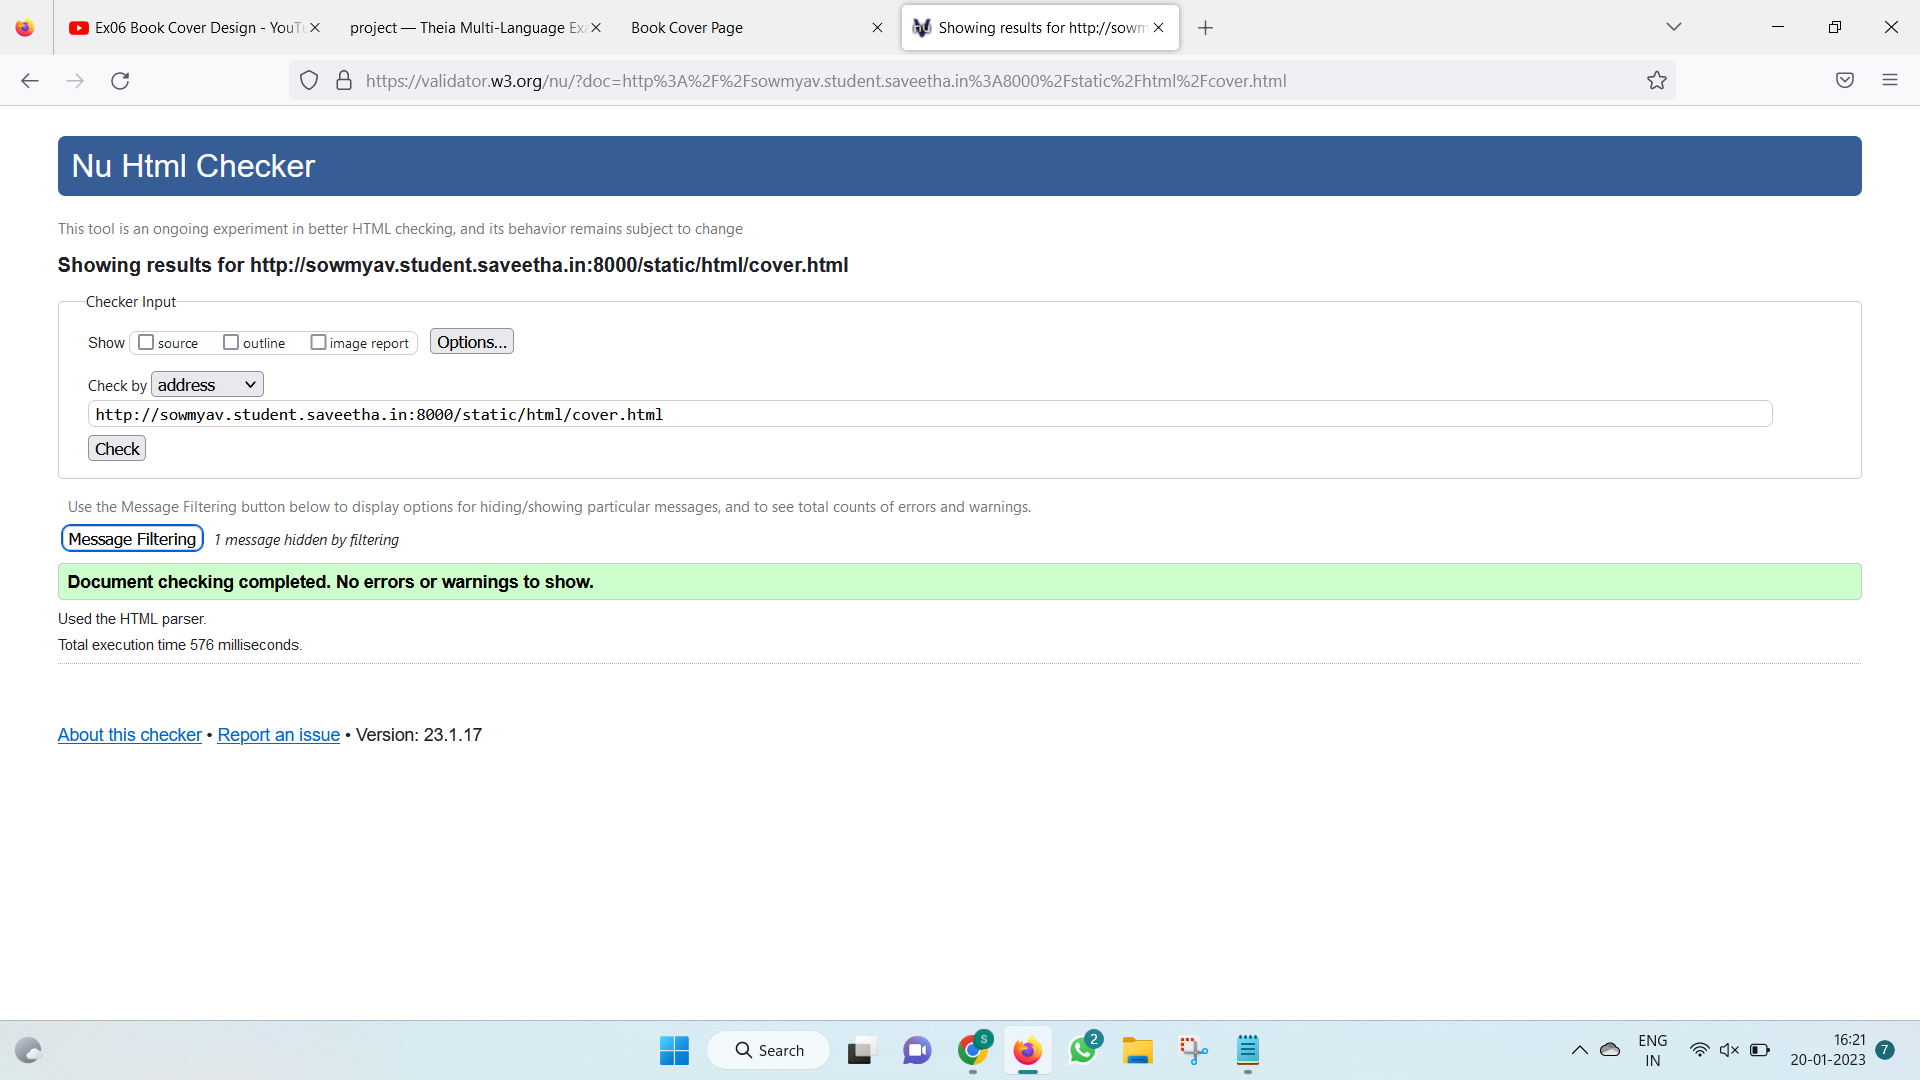 Ex06 Book Cover Design - YouTu
project — Theia Multi-Language Exa
Book Cover Page
Showing results for http://sowm
https://validator.w3.org/nu/?doc=http%3A%2F%2Fsowmyav.student.saveetha.in%3A8000%2Fstatic%2Fhtml%2Fcover.html
Nu Html Checker
This tool is an ongoing experiment in better HTML checking, and its behavior remains subject to change
Showing results for http://sowmyav.student.saveetha.in:8000/static/html/cover.html
Checker Input
Show source outline image report Options...
Check by address
http://sowmyav.student.saveetha.in:8000/static/html/cover.html
Check
Use the Message Filtering button below to display options for hiding/showing particular messages, and to see total counts of errors and warnings.
Message Filtering 1 message hidden by filtering
Document checking completed. No errors or warnings to show.
Used the HTML parser.
Total execution time 576 milliseconds.
About this checker • Report an issue • Version: 23.1.17
Search
S
2
ENG
IN
16:21
20-01-2023
7